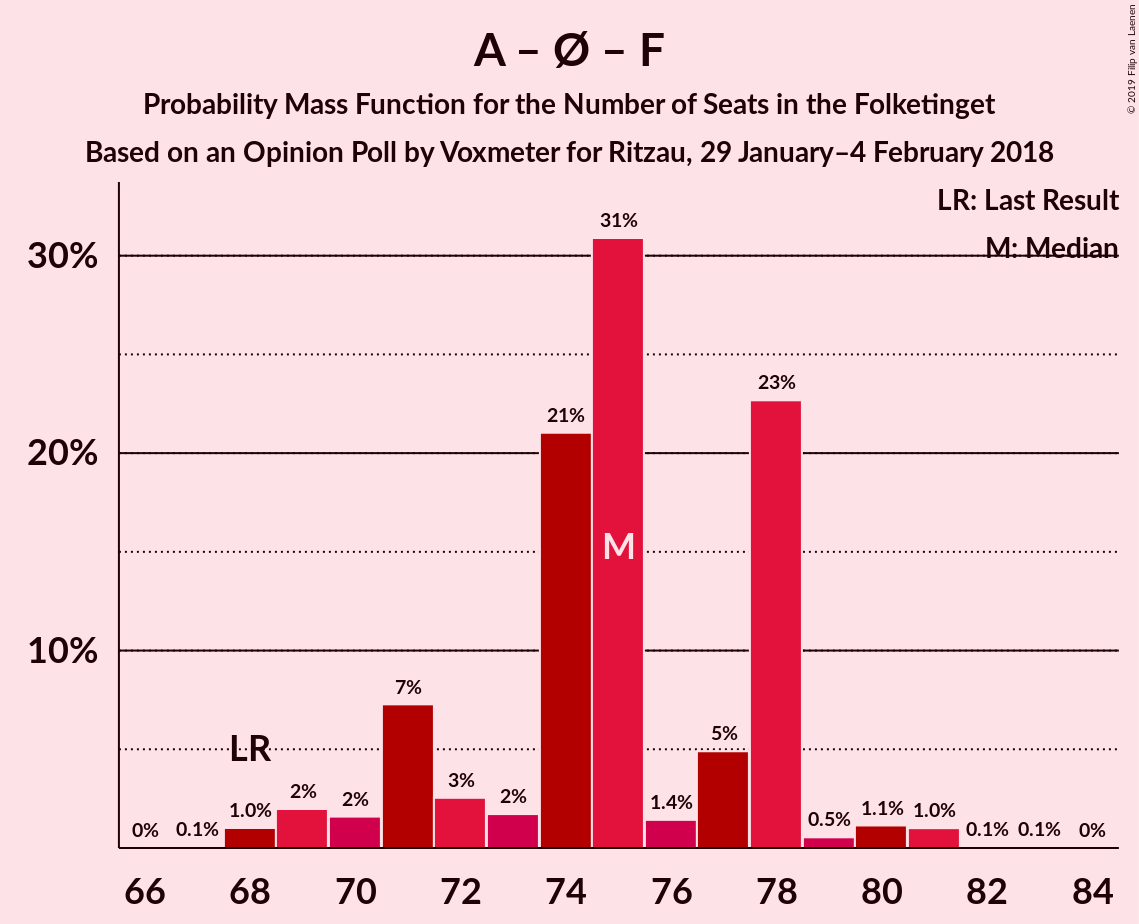 A – Ø – F
Probability Mass Function for the Number of Seats in the Folketinget
Based on an Opinion Poll by Voxmeter for Ritzau, 29 January–4 February 2018
© 2019 Filip van Laenen
LR: Last Result
M: Median
30%
20%
10%
0%
0.1%
1.0%
2%
2%
7%
3%
2%
21%
31%
1.4%
5%
23%
0.5%
1.1%
1.0%
0.1%
0.1%
0%
LR
M
66 68 70 72 74 76 78 80 82 84